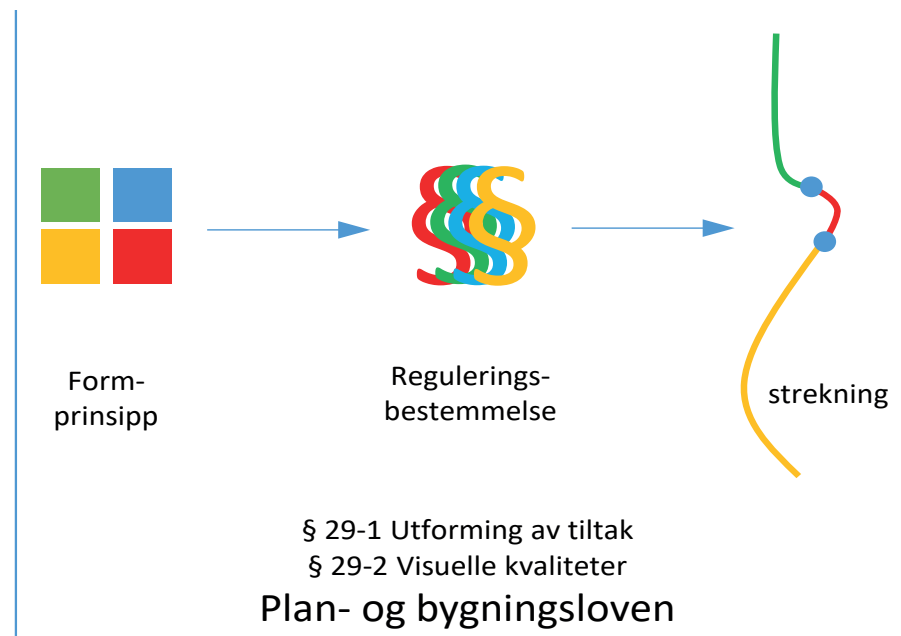 Form-
prinsipp
Regulerings-
bestemmelse
strekning
§ 29-1 Utforming av tiltak
§ 29-2 Visuelle kvaliteter
Plan- og bygningsloven